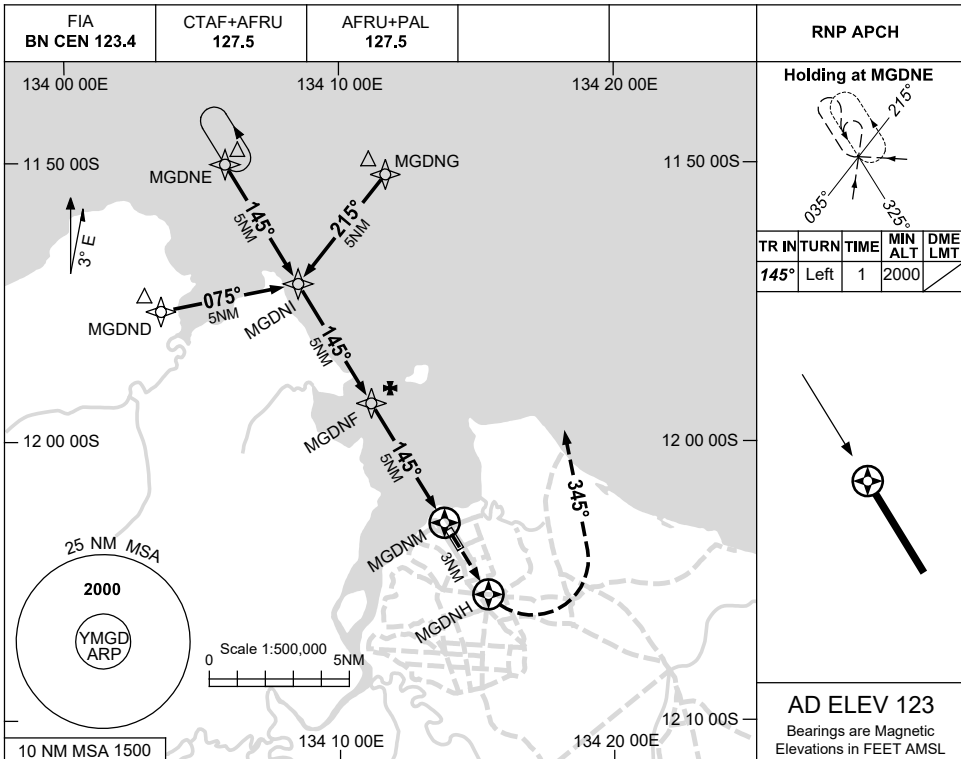 FIA
BN CEN 123.4
CTAF+AFRU
127.5
AFRU+PAL
127.5
RNP APCH
134 00 00E
134 10 00E
134 20 00E
Holding at MGDNE
215°
035°
325°
TR IN TURN TIME MIN ALT DME LMT
145° Left 1 2000
11 50 00S
11 50 00S
MGDNE
MGDNG
145°
5NM
215°
5NM
3° E
075°
5NM
MGDND
MGDNI
145°
5NM
MGDNF
12 00 00S
12 00 00S
145°
5NM
345°
MGDNM
3NM
MGDNH
25 NM MSA
2000
YMGD
ARP
Scale 1:500,000
0 5NM
12 10 00S
10 NM MSA 1500
134 10 00E
134 20 00E
AD ELEV 123
Bearings are Magnetic
Elevations in FEET AMSL